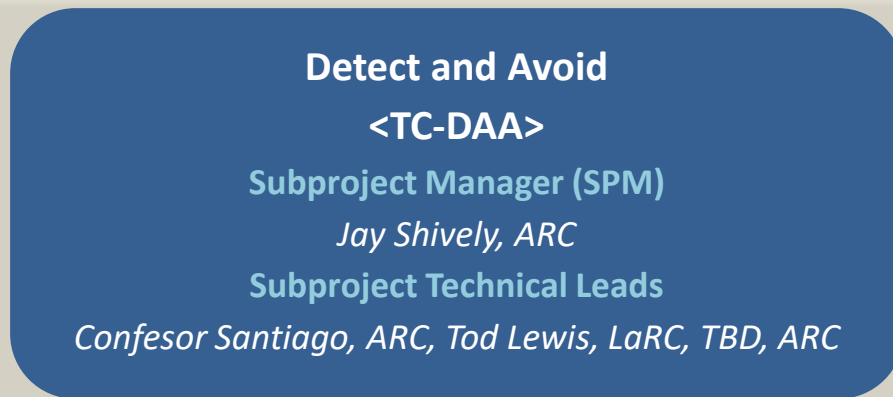 Detect and Avoid
<TC-DAA>
Subproject Manager (SPM)
Jay Shively, ARC
Subproject Technical Leads
Confesor Santiago, ARC, Tod Lewis, LaRC, TBD, ARC